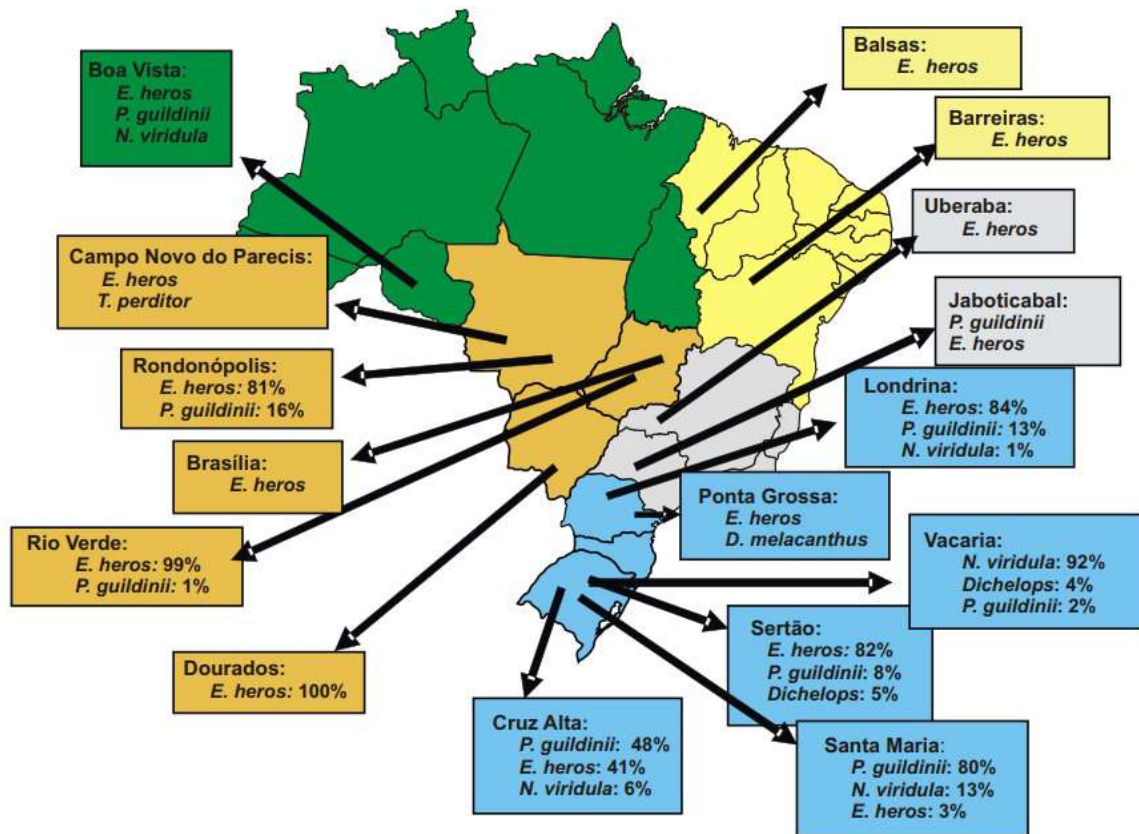 Boa Vista:
E. heros
P. guildinii
N. viridula
Balsas:
E. heros
Barreiras:
E. heros
Uberaba:
E. heros
Campo Novo do Parecis:
E. heros
T. perditor
Jaboticabal:
P. guildinii
E. heros
Rondonópolis:
E. heros: 81%
P. guildinii: 16%
Londrina:
E. heros: 84%
P. guildinii: 13%
N. viridula: 1%
Brasília:
E. heros
Ponta Grossa:
E. heros
D. melacanthus
Rio Verde:
E. heros: 99%
P. guildinii: 1%
Vacaria:
N. viridula: 92%
Dichelops: 4%
P. guildinii: 2%
Sertão:
E. heros: 82%
P. guildinii: 8%
Dichelops: 5%
Dourados:
E. heros: 100%
Cruz Alta:
P. guildinii: 48%
E. heros: 41%
N. viridula: 6%
Santa Maria:
P. guildinii: 80%
N. viridula: 13%
E. heros: 3%